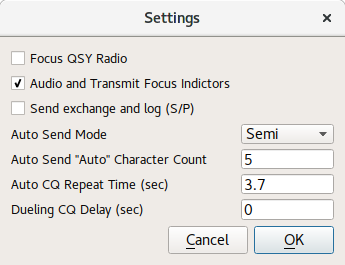 Settings
Focus QSY Radio
Audio and Transmit Focus Indictors
Send exchange and log (S/P)
Auto Send Mode Semi
Auto Send "Auto" Character Count 5
Auto CQ Repeat Time (sec) 3.7
Dueling CQ Delay (sec) 0
Cancel OK